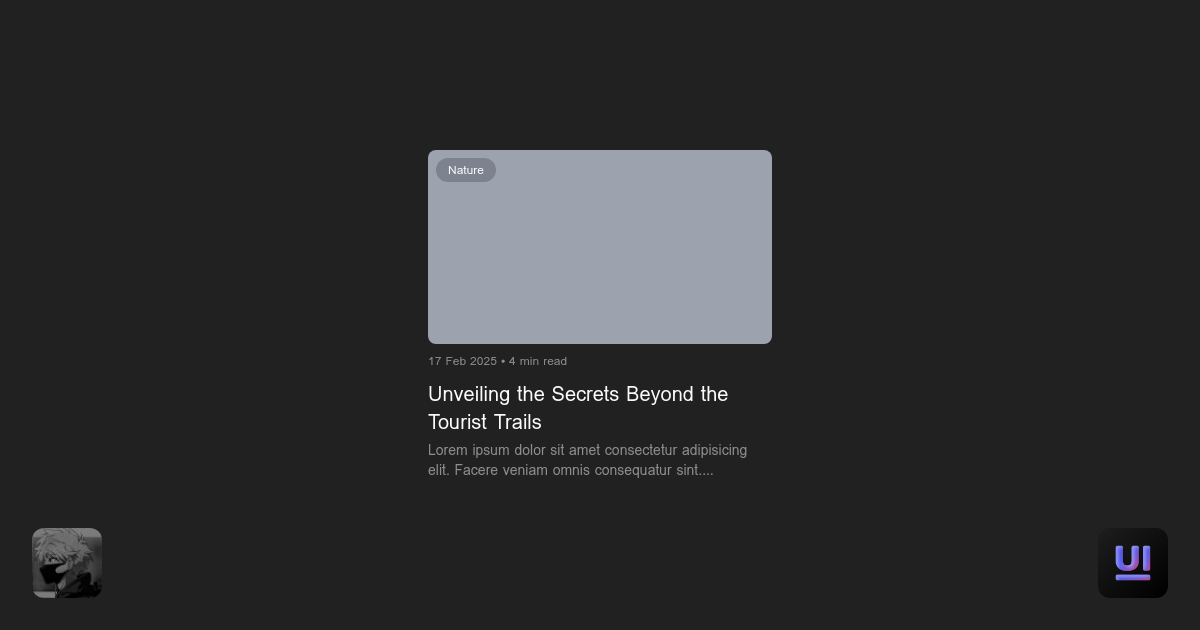 Nature
17 Feb 2025 • 4 min read
Unveiling the Secrets Beyond the
Tourist Trails
Lorem ipsum dolor sit amet consectetur adipisicing
elit. Facere veniam omnis consequatur sint....
UI